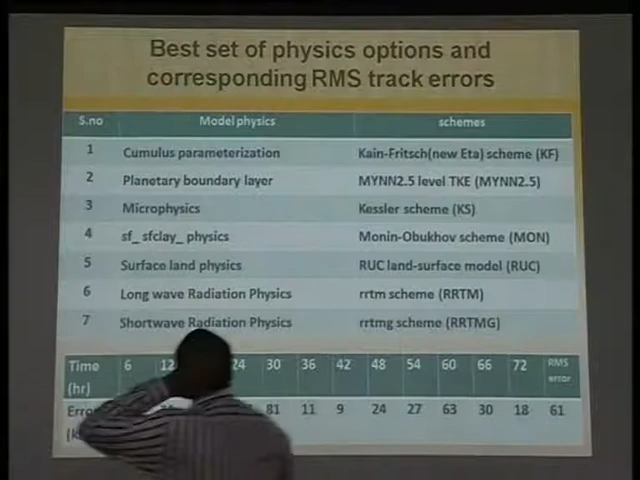 Best set of physics options and
corresponding RMS track errors
S.no Model physics schemes
1 Cumulus parameterization Kain-Fritsch(new Eta) scheme (KF)
2 Planetary boundary layer MYNN2.5 level TKE (MYNN2.5)
3 Microphysics Kessler scheme (KS)
4 sf_ sfclay_ physics Monin-Obukhov scheme (MON)
5 Surface land physics RUC land-surface model (RUC)
6 Long wave Radiation Physics rrtm scheme (RRTM)
7 Shortwave Radiation Physics rrtmg scheme (RRTMG)
Time 6 24 30 36 42 48 54 60 66 72 RMS
(hr) error
81 11 9 24 27 63 30 18 61